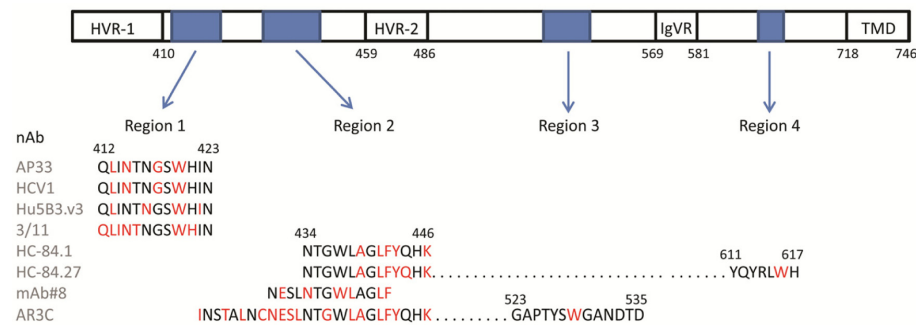 HVR-1 HVR-2 IgVR TMD
410 459 486 569 581 718 746
Region 1 Region 2 Region 3 Region 4
nAb
412 423
AP33 QLINTNGSWHIN
HCV1 QLINTNGSWHIN
Hu5B3.v3 QLINTNGSWHIN
3/11 QLINTNGSWHIN
434 446
HC-84.1 NTGWLAGLFYQHK
611 617
HC-84.27 NTGWLAGLFYQHK......................................YQYRLWH
mAb#8 NESLNTGWLAGLF
523 535
AR3C INSTALNCNESLNTGWLAGLFYQHK.........GAPTYSWGANDTD